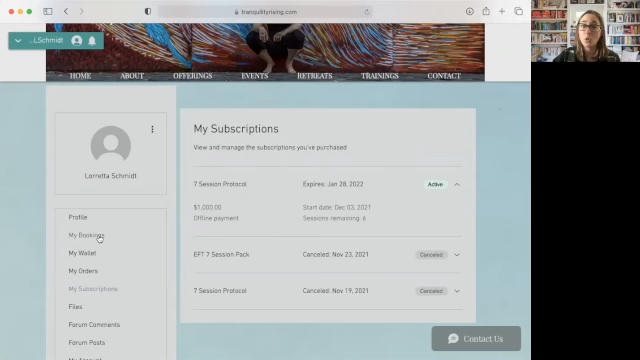 tranquilityrising.com
...LSchmidt
HOME ABOUT OFFERINGS EVENTS RETREATS TRAININGS CONTACT
Lorretta Schmidt
Profile
My Bookings
My Wallet
My Orders
My Subscriptions
Files
Forum Comments
Forum Posts
My Account
My Subscriptions
View and manage the subscriptions you've purchased
7 Session Protocol Expires: Jan 28, 2022 Active
$1,000.00 Start date: Dec 03, 2021
Offline payment Sessions remaining: 6
EFT 7 Session Pack Canceled: Nov 23, 2021 Canceled
7 Session Protocol Canceled: Nov 19, 2021 Canceled
Contact Us